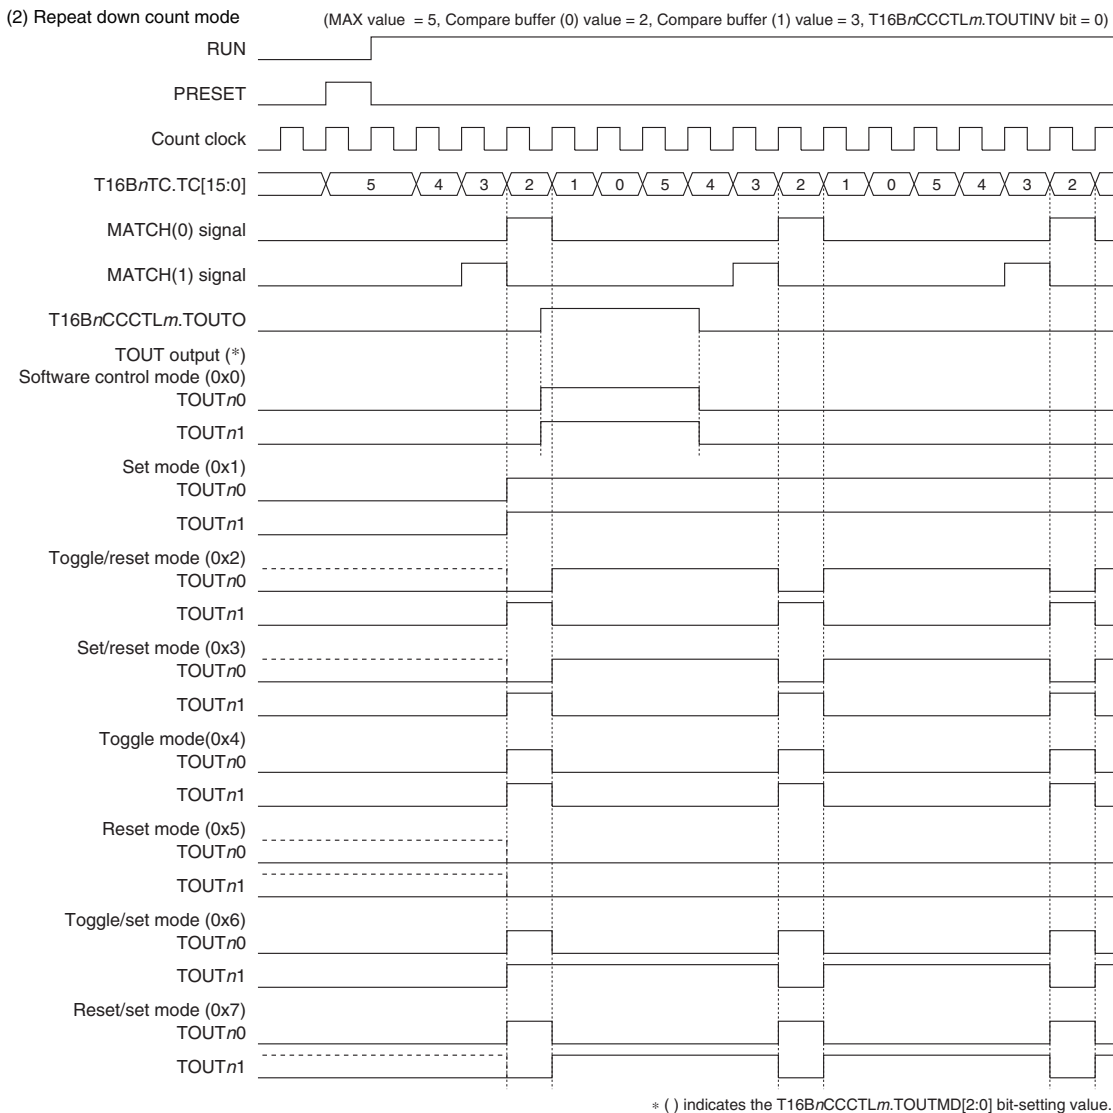 (2) Repeat down count mode (MAX value = 5, Compare buffer (0) value = 2, Compare buffer (1) value = 3, T16BnCCCTLm.TOUTINV bit = 0)
RUN
PRESET
Count clock
T16BnTC.TC[15:0] 5 4 3 2 1 0 5 4 3 2 1 0 5 4 3 2
MATCH(0) signal
MATCH(1) signal
T16BnCCCTLm.TOUTO
TOUT output (*)
Software control mode (0x0)
TOUTn0
TOUTn1
Set mode (0x1)
TOUTn0
TOUTn1
Toggle/reset mode (0x2)
TOUTn0
TOUTn1
Set/reset mode (0x3)
TOUTn0
TOUTn1
Toggle mode(0x4)
TOUTn0
TOUTn1
Reset mode (0x5)
TOUTn0
TOUTn1
Toggle/set mode (0x6)
TOUTn0
TOUTn1
Reset/set mode (0x7)
TOUTn0
TOUTn1
* ( ) indicates the T16BnCCCTLm.TOUTMD[2:0] bit-setting value.